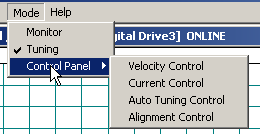 Mode Help
igital Drive3] ONLINE
Monitor
Tuning
Control Panel
Velocity Control
Current Control
Auto Tuning Control
Alignment Control